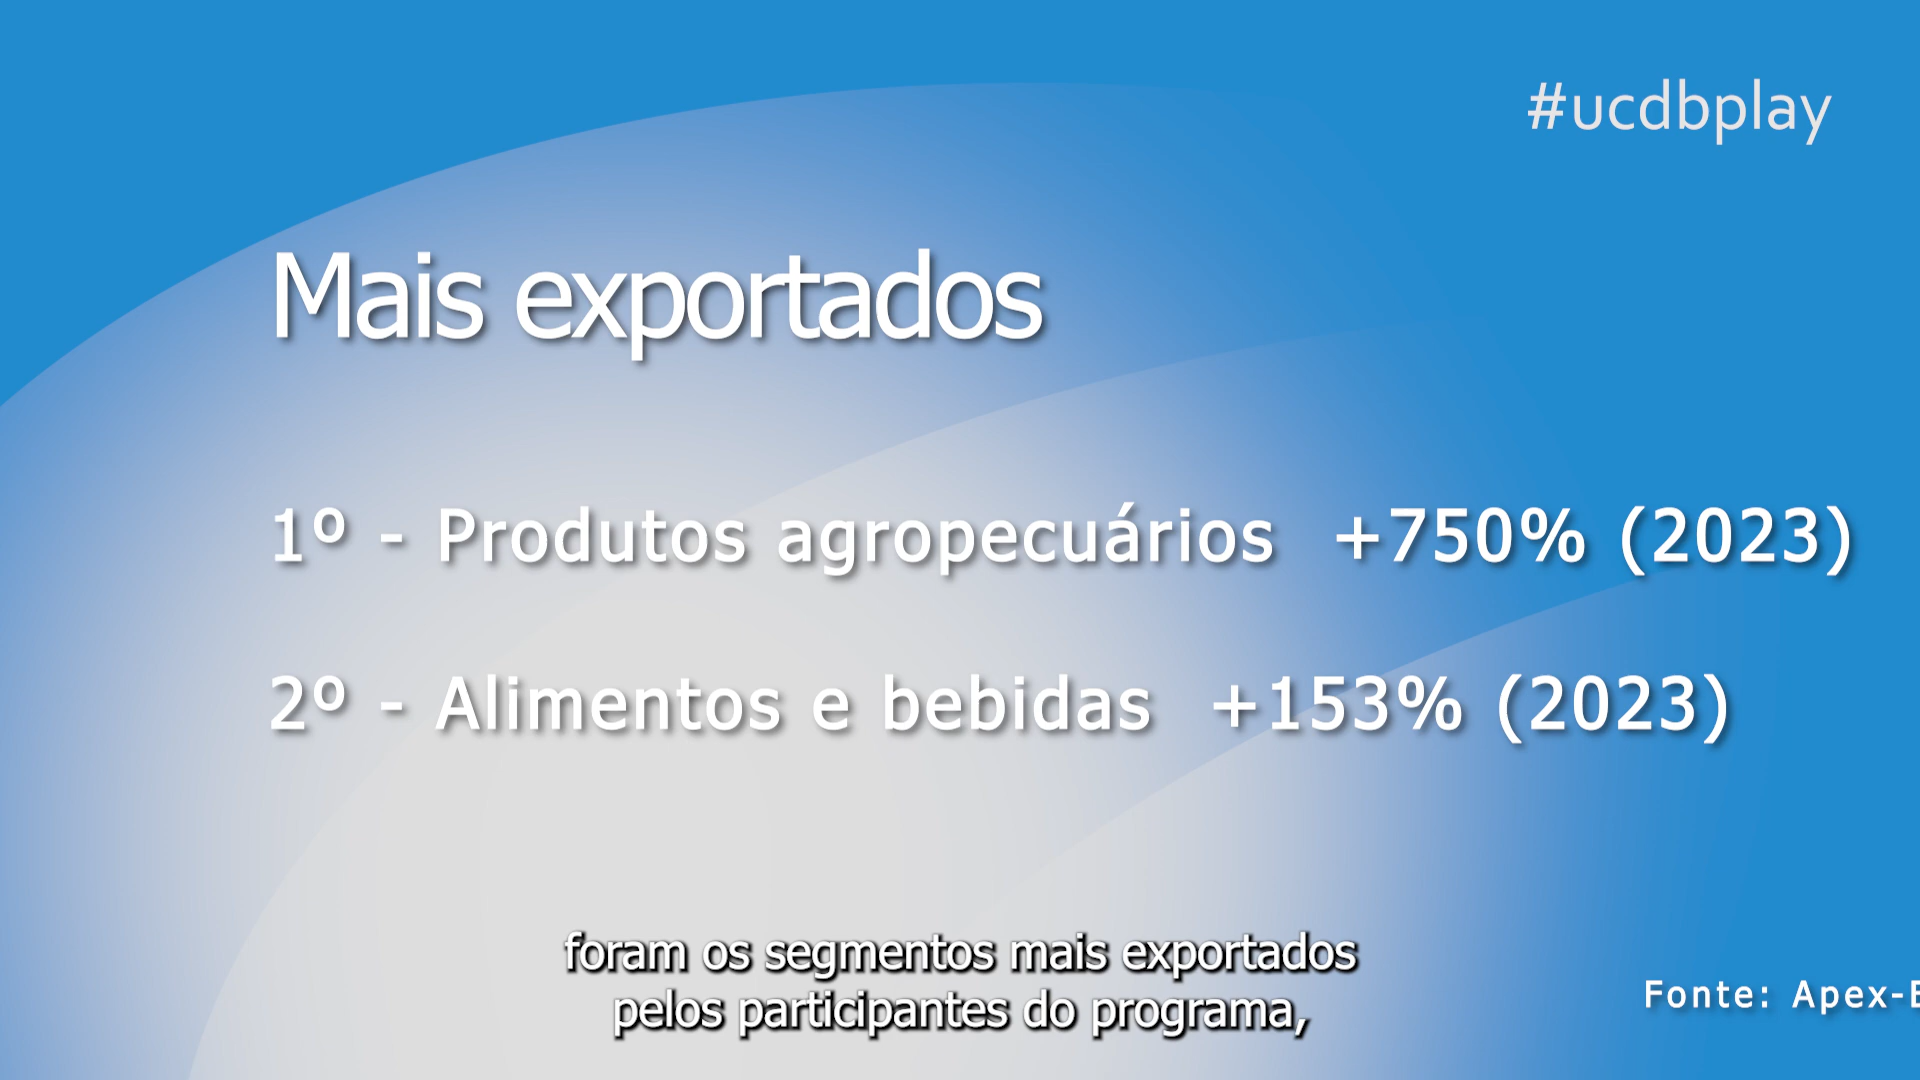 #ucdbplay
Mais exportados
1º - Produtos agropecuários +750% (2023)
2º - Alimentos e bebidas +153% (2023)
foram os segmentos mais exportados
pelos participantes do programa,
Fonte: Apex-